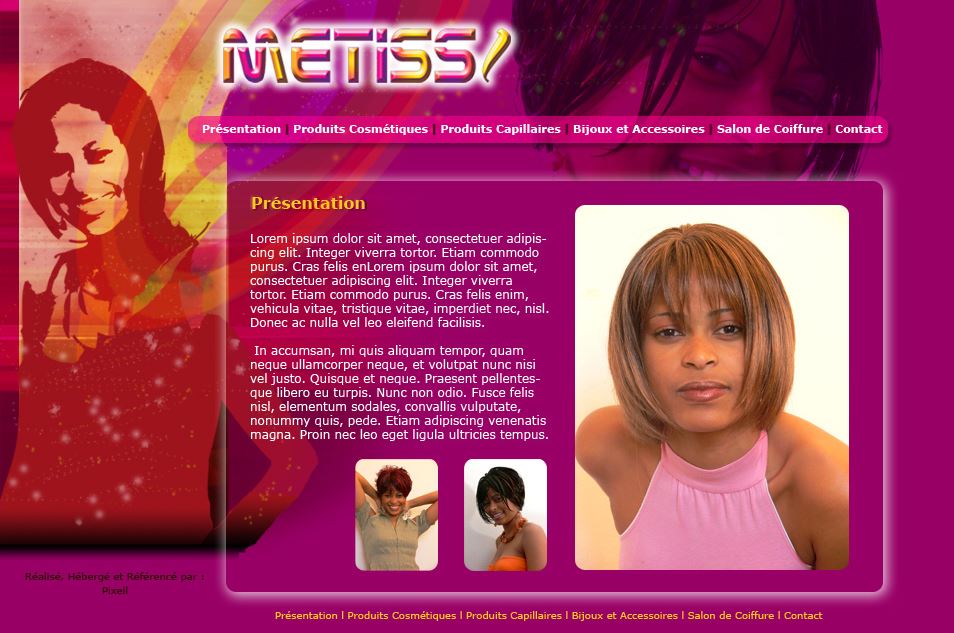 METISS
Présentation | Produits Cosmétiques | Produits Capillaires | Bijoux et Accessoires | Salon de Coiffure | Contact
Présentation
Lorem ipsum dolor sit amet, consectetuer adipis-
cing elit. Integer viverra tortor. Etiam commodo
purus. Cras felis enLorem ipsum dolor sit amet,
consectetuer adipiscing elit. Integer viverra
tortor. Etiam commodo purus. Cras felis enim,
vehicula vitae, tristique vitae, imperdiet nec, nisl.
Donec ac nulla vel leo eleifend facilisis.
In accumsan, mi quis aliquam tempor, quam
neque ullamcorper neque, et volutpat nunc nisi
vel justo. Quisque et neque. Praesent pellentes-
que libero eu turpis. Nunc non odio. Fusce felis
nisl, elementum sodales, convallis vulputate,
nonummy quis, pede. Etiam adipiscing venenatis
magna. Proin nec leo eget ligula ultricies tempus.
Réalisé, Hébergé et Référencé par :
Pixell
Présentation l Produits Cosmétiques l Produits Capillaires l Bijoux et Accessoires l Salon de Coiffure l Contact